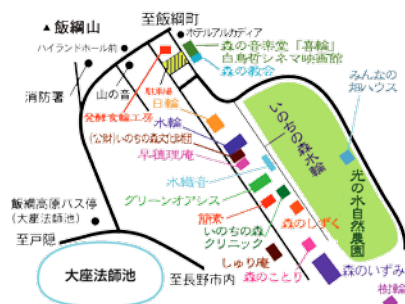 ▲飯綱山
至飯綱町
ホテルアルカディア
ハイランドホール前
森の音楽堂「喜輪」
白鳥哲シネマ映画館
森の教会
消防署
山の音
駐車場
発酵食輪工房
日輪
水輪
(公財)いのちの森文化財団
早穂理庵
みんなの畑ハウス
いのちの森水輪
光の水自然農園
水織音
グリーンオアシス
簡素
いのちの森
クリニック
森のしずく
飯綱高原バス停
(大座法師池)
至戸隠
大座法師池
至長野市内
しゅり庵
森のことり
森のいずみ
樹輪